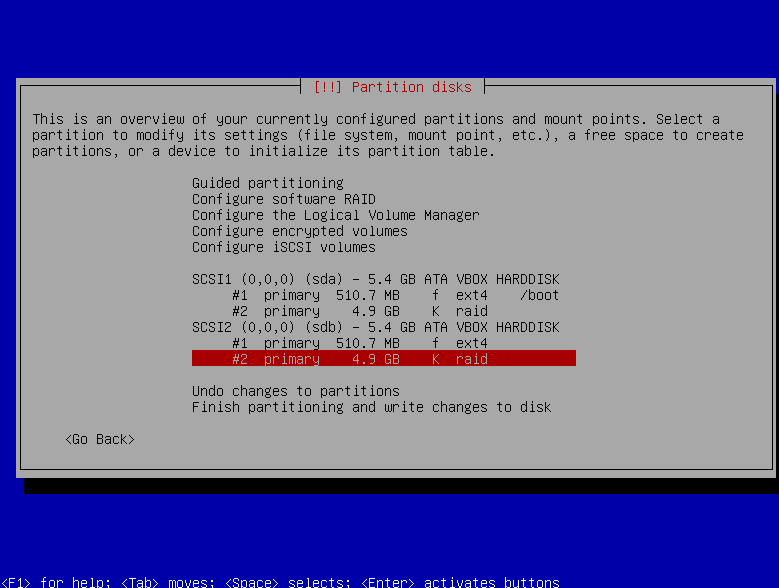 [!!] Partition disks
This is an overview of your currently configured partitions and mount points. Select a
partition to modify its settings (file system, mount point, etc.), a free space to create
partitions, or a device to initialize its partition table.
Guided partitioning
Configure software RAID
Configure the Logical Volume Manager
Configure encrypted volumes
Configure iSCSI volumes
SCSI1 (0,0,0) (sda) - 5.4 GB ATA VBOX HARDDISK
#1 primary 510.7 MB f ext4 /boot
#2 primary 4.9 GB K raid
SCSI2 (0,0,0) (sdb) - 5.4 GB ATA VBOX HARDDISK
#1 primary 510.7 MB f ext4
#2 primary 4.9 GB K raid
Undo changes to partitions
Finish partitioning and write changes to disk
<Go Back>
<F1> for help; <Tab> moves; <Space> selects; <Enter> activates buttons